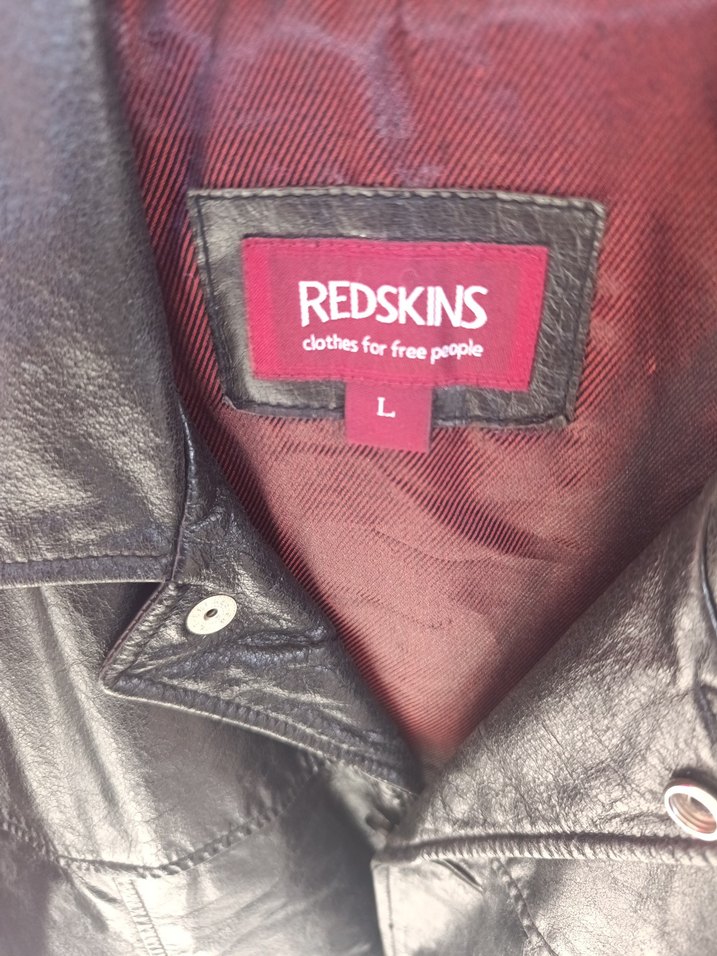 REDSKINS
clothes for free people
L